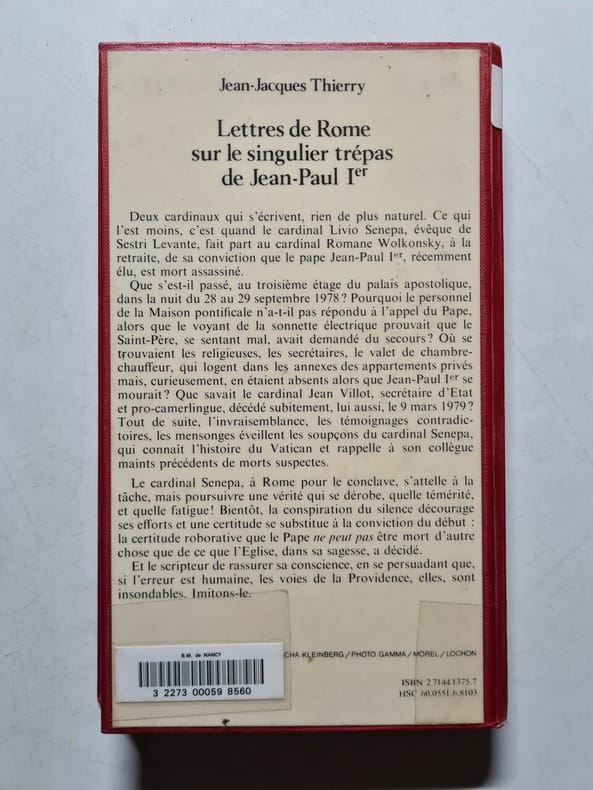 Jean-Jacques Thierry
Lettres de Rome
sur le singulier trépas
de Jean-Paul Ier
Deux cardinaux qui s'écrivent, rien de plus naturel. Ce qui
l'est moins, c'est quand le cardinal Livio Senepa, évêque de
Sestri Levante, fait part au cardinal Romane Wolkonsky, à la
retraite, de sa conviction que le pape Jean-Paul Ier, récemment
élu, est mort assassiné.
Que s'est-il passé, au troisième étage du palais apostolique,
dans la nuit du 28 au 29 septembre 1978? Pourquoi le personnel
de la Maison pontificale n'a-t-il pas répondu à l'appel du Pape,
alors que le voyant de la sonnette électrique prouvait que le
Saint-Père, se sentant mal, avait demandé du secours? Où se
trouvaient les religieuses, les secrétaires, le valet de chambre-
chauffeur, qui logent dans les annexes des appartements privés
mais, curieusement, en étaient absents alors que Jean-Paul Ier se
mourait? Que savait le cardinal Jean Villot, secrétaire d'Etat
et pro-camerlingue, décédé subitement, lui aussi, le 9 mars 1979?
Tout de suite, l'invraisemblance, les témoignages contradic-
toires, les mensonges éveillent les soupçons du cardinal Senepa,
qui connaît l'histoire du Vatican et rappelle à son collègue
maints précédents de morts suspectes.
Le cardinal Senepa, à Rome pour le conclave, s'attelle à la
tâche, mais poursuivre une vérité qui se dérobe, quelle témérité,
et quelle fatigue! Bientôt, la conspiration du silence décourage
ses efforts et une certitude se substitue à la conviction du début :
la certitude roborative que le Pape ne peut pas être mort d'autre
chose que de ce que l'Eglise, dans sa sagesse, a décidé.
Et le scripteur de rassurer sa conscience, en se persuadant que,
si l'erreur est humaine, les voies de la Providence, elles, sont
insondables. Imitons-le.
CHA KLEINBERG/PHOTO GAMMA/MOREL/LOCHON
B.M. de NANCY
3 2273 00059 8560
ISBN 2.7144.1375.7
HSC 60.0551.6.8103